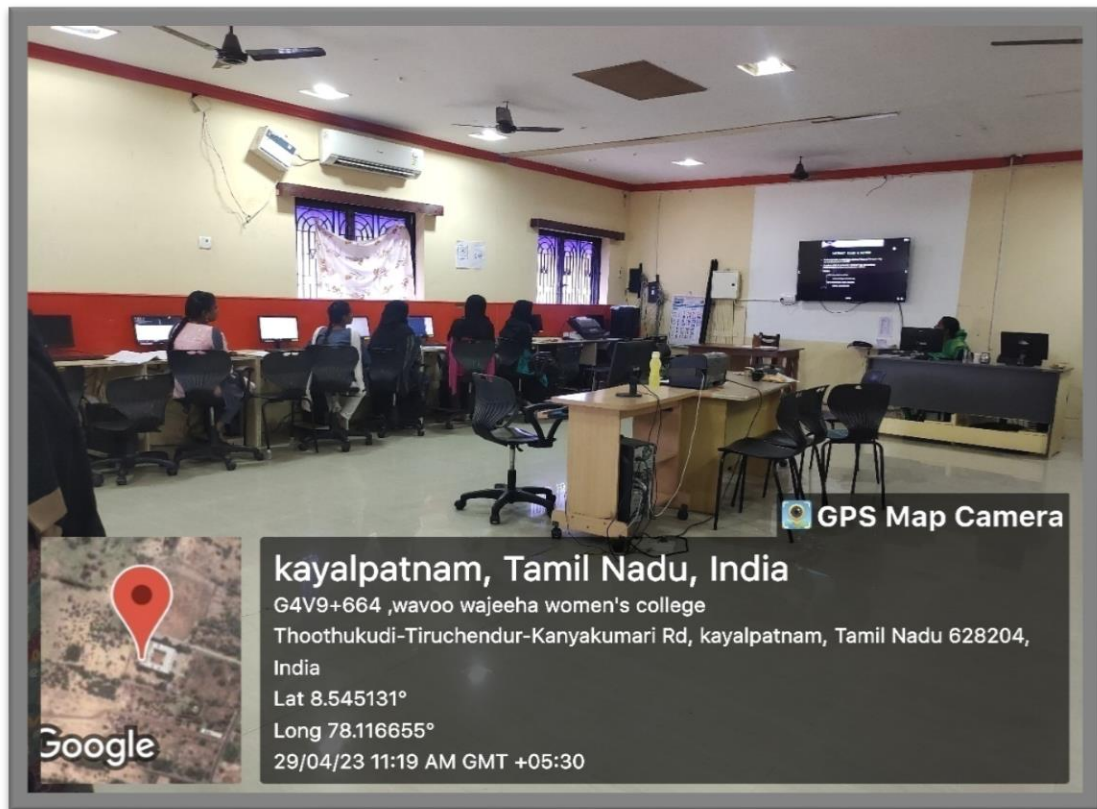 GPS Map Camera
kayalpatnam, Tamil Nadu, India
G4V9+664 ,wavoo wajeeha women's college
Thoothukudi-Tiruchendur-Kanyakumari Rd, kayalpatnam, Tamil Nadu 628204,
India
Lat 8.545131°
Long 78.116655°
29/04/23 11:19 AM GMT +05:30
Google